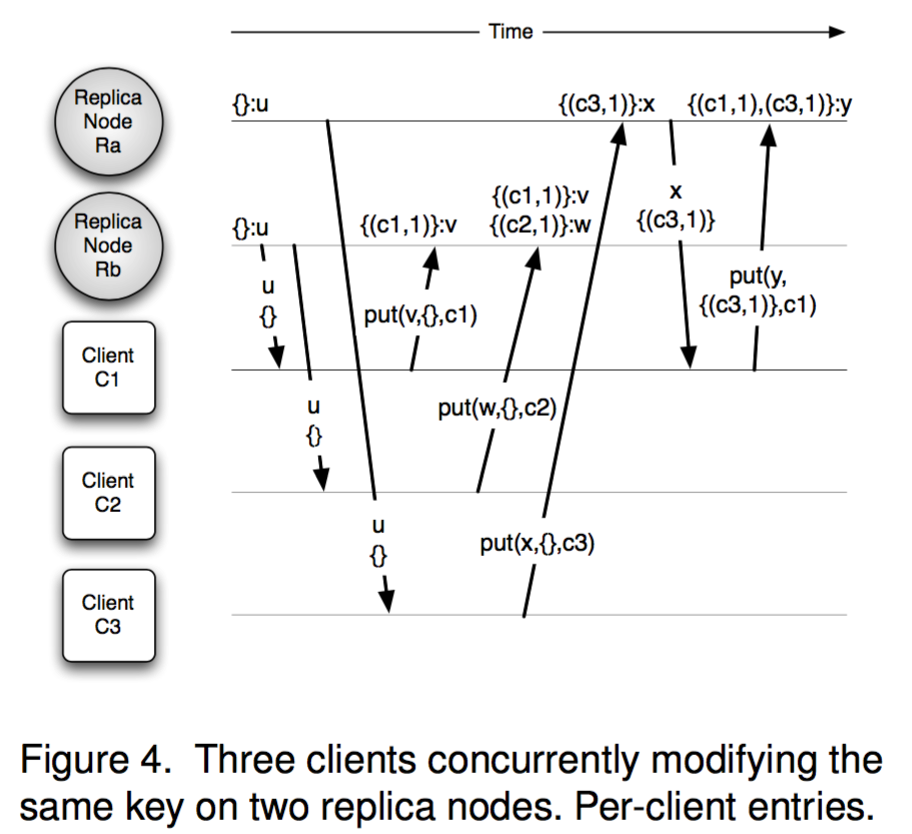 Time
Replica
Node
Ra
{}:u
{(c3,1)}:x
{(c1,1),(c3,1)}:y
Replica
Node
Rb
{}:u
{(c1,1)}:v
{(c1,1)}:v
{(c2,1)}:w
x
{(c3,1)}
u
{}
put(v,{},c1)
put(y,
{(c3,1)},c1)
Client
C1
u
{}
put(w,{},c2)
Client
C2
u
{}
put(x,{},c3)
Client
C3
Figure 4. Three clients concurrently modifying the
same key on two replica nodes. Per-client entries.